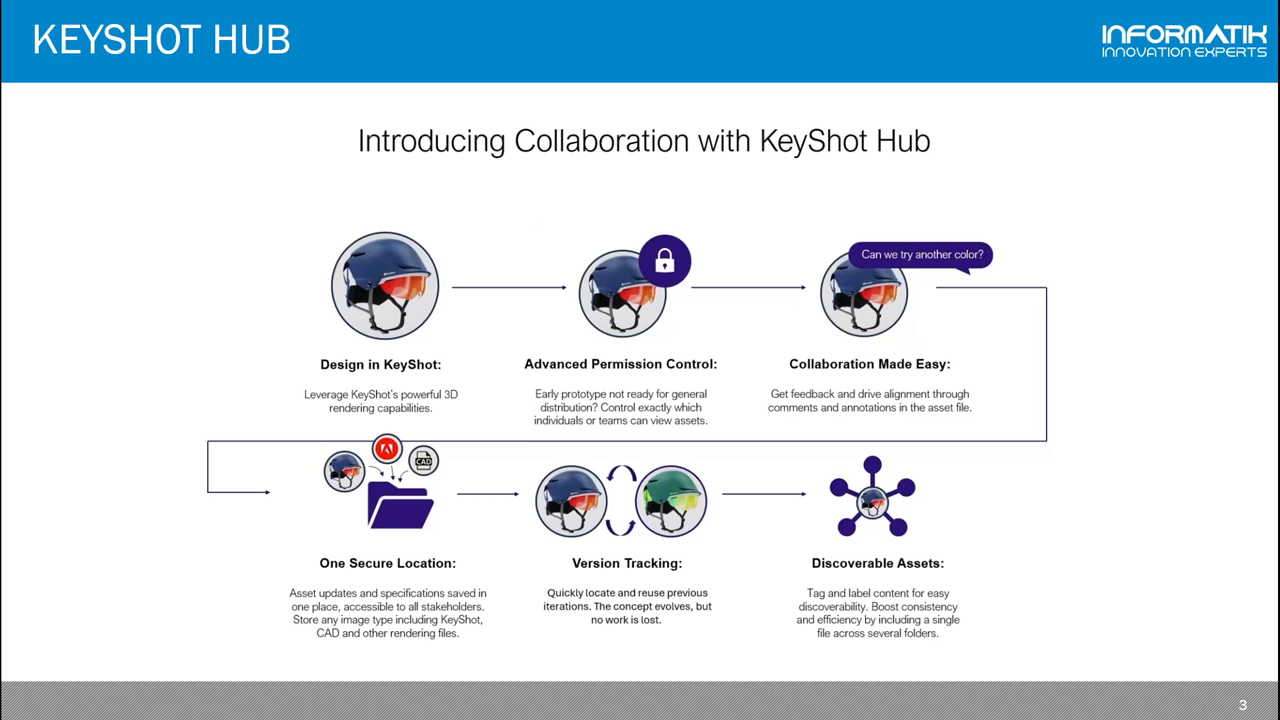 KEYSHOT HUB
INFORMATIK
INNOVATION EXPERTS
Introducing Collaboration with KeyShot Hub
Can we try another color?
Design in KeyShot:
Leverage KeyShot's powerful 3D
rendering capabilities.
Advanced Permission Control:
Early prototype not ready for general
distribution? Control exactly which
individuals or teams can view assets.
Collaboration Made Easy:
Get feedback and drive alignment through
comments and annotations in the asset file.
CAD
One Secure Location:
Asset updates and specifications saved in
one place, accessible to all stakeholders.
Store any image type including KeyShot,
CAD and other rendering files.
Version Tracking:
Quickly locate and reuse previous
iterations. The concept evolves, but
no work is lost.
Discoverable Assets:
Tag and label content for easy
discoverability. Boost consistency
and efficiency by including a single
file across several folders.
3